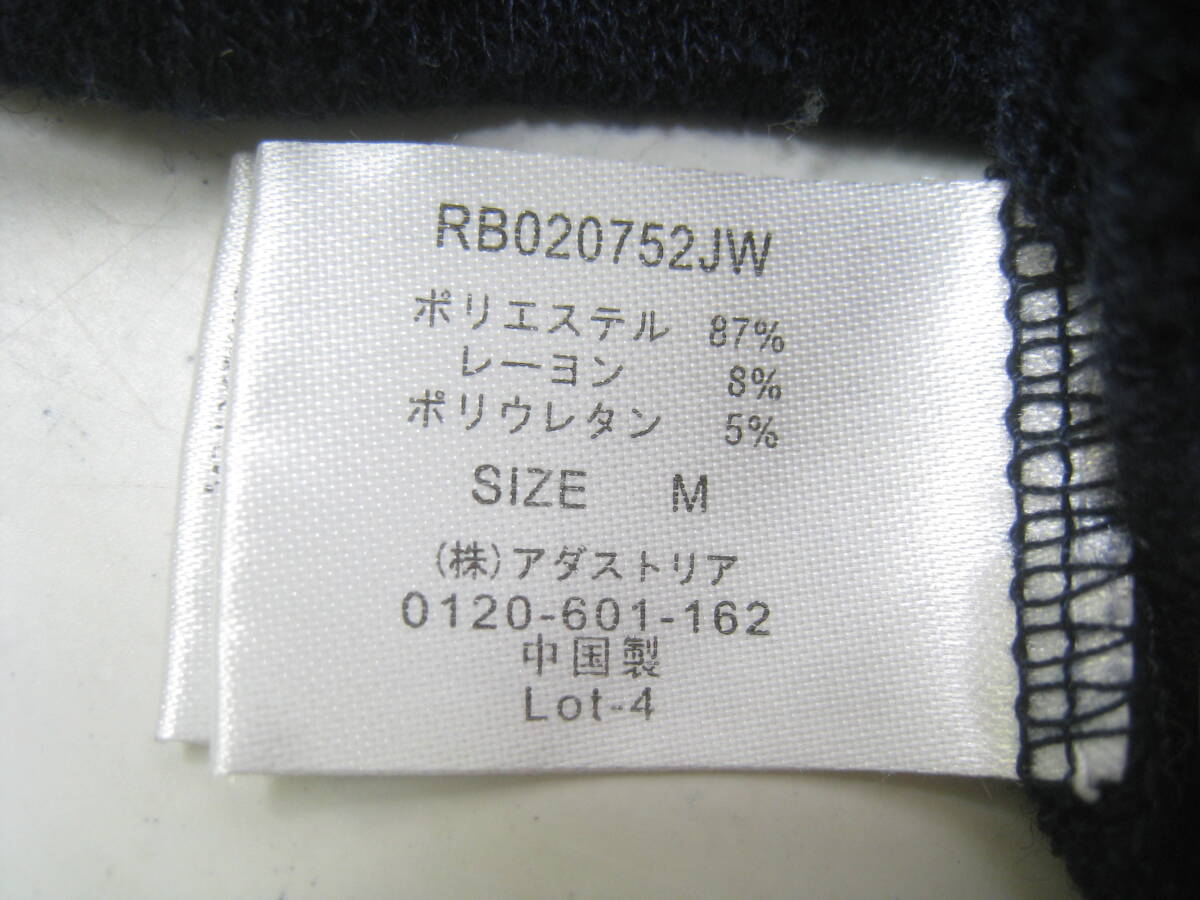 RB020752JW
ポリエステル 87%
レーヨン 8%
ポリウレタン 5%
SIZE M
(株)アダストリア
0120-601-162
中国製
Lot-4